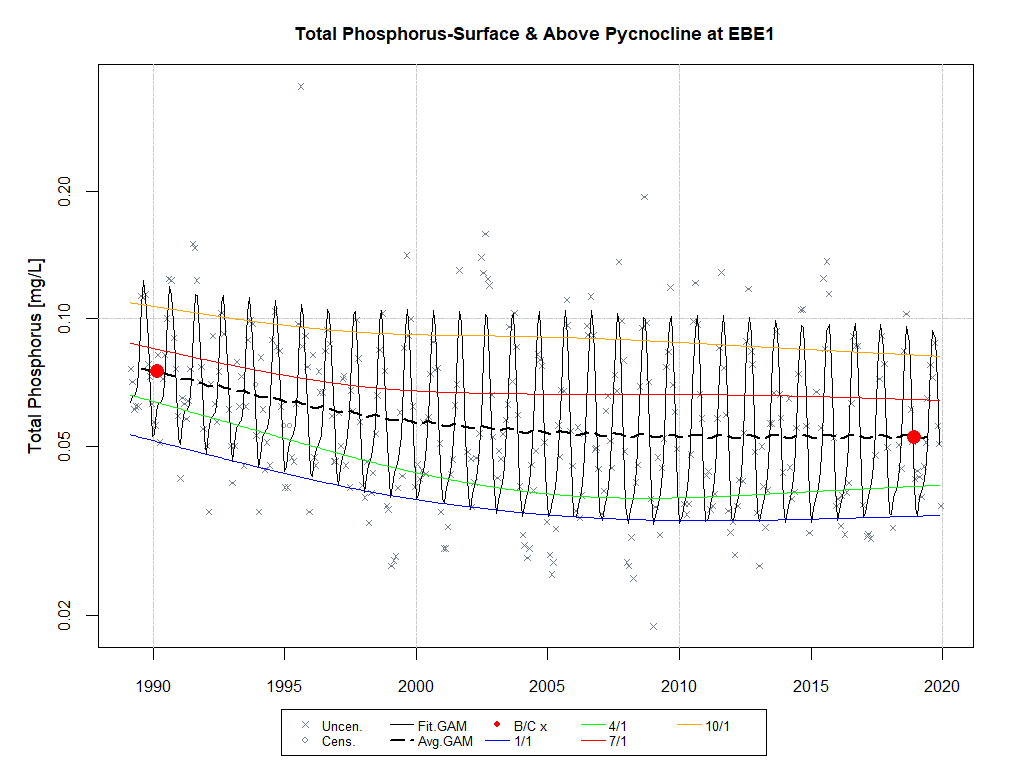 Total Phosphorus-Surface & Above Pycnocline at EBE1
Total Phosphorus [mg/L]
0.20
0.10
0.05
0.02
1990 1995 2000 2005 2010 2015 2020
Uncen. Fit.GAM B/C x 4/1 10/1
Cens. Avg.GAM 1/1 7/1